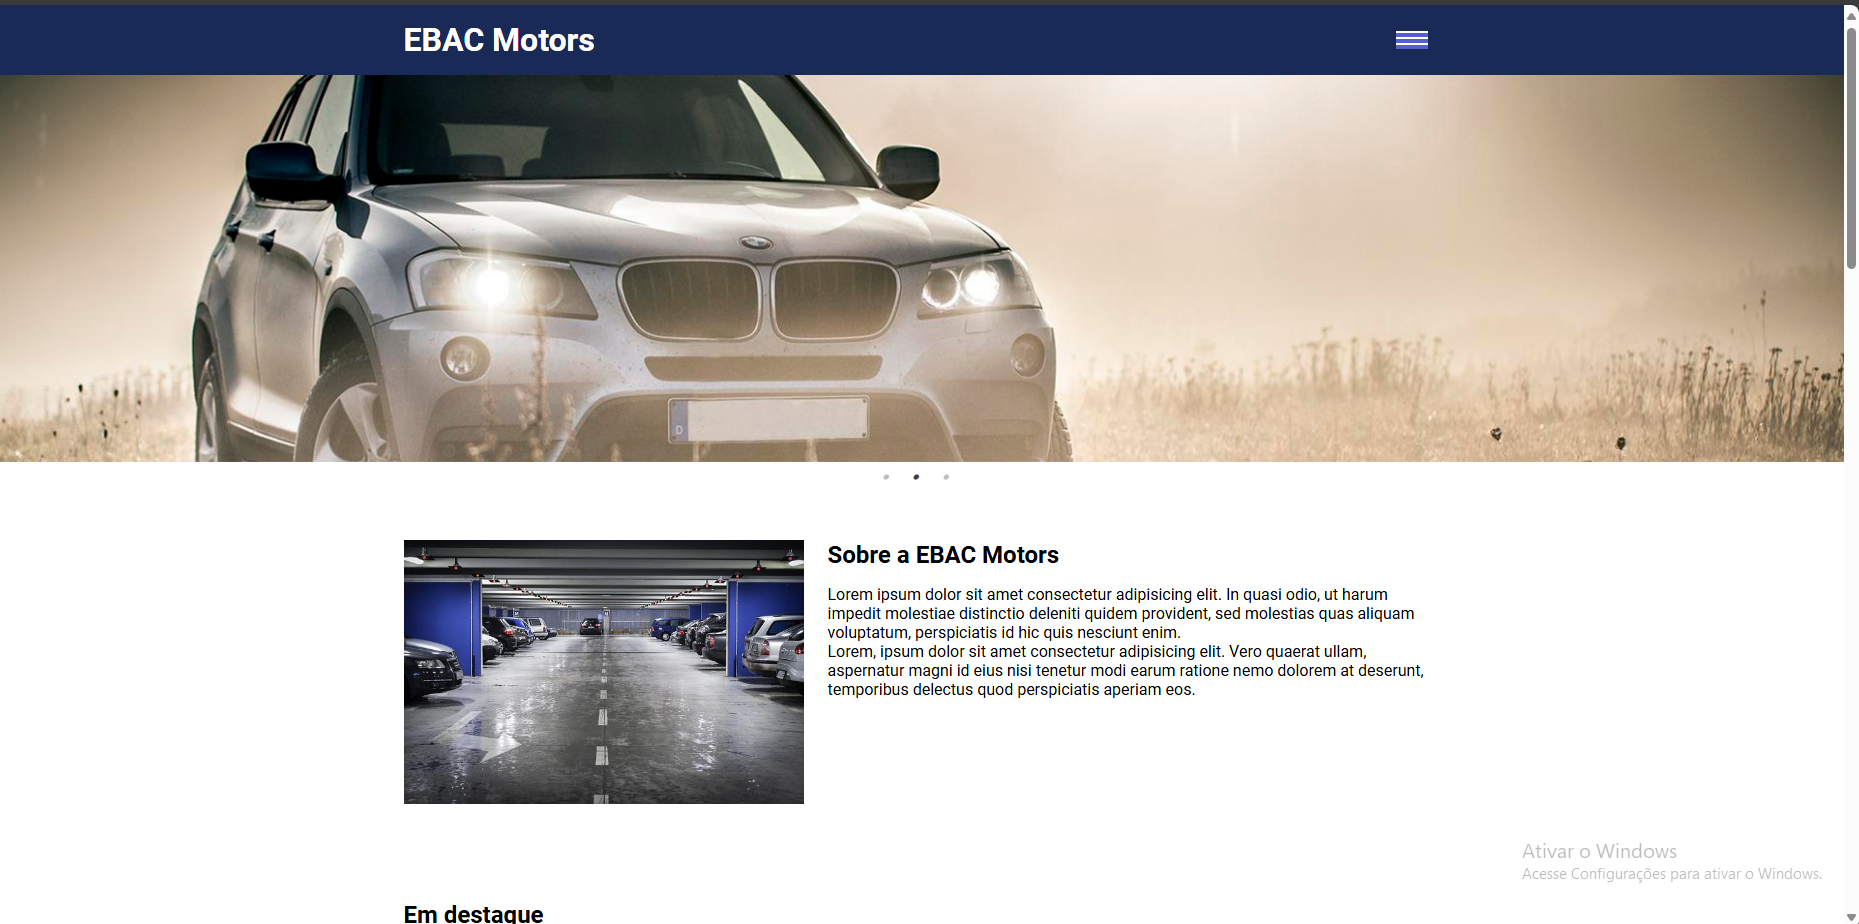 EBAC Motors
D
Sobre a EBAC Motors
Lorem ipsum dolor sit amet consectetur adipisicing elit. In quasi odio, ut harum
impedit molestiae distinctio deleniti quidem provident, sed molestias quas aliquam
voluptatum, perspiciatis id hic quis nesciunt enim.
Lorem, ipsum dolor sit amet consectetur adipisicing elit. Vero quaerat ullam,
aspernatur magni id eius nisi tenetur modi earum ratione nemo dolorem at deserunt,
temporibus delectus quod perspiciatis aperiam eos.
Ativar o Windows
Acesse Configurações para ativar o Windows.
Em destaque